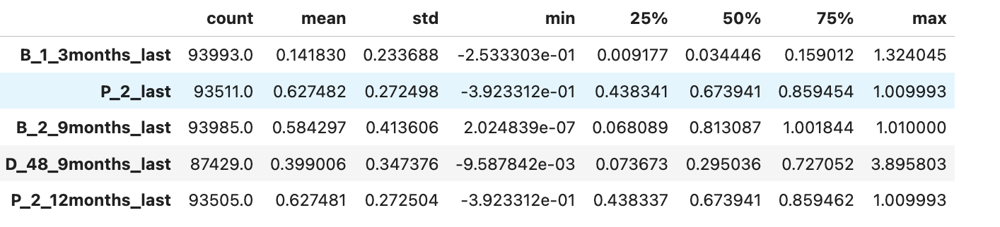 count mean std min 25% 50% 75% max
B_1_3months_last 93993.0 0.141830 0.233688 -2.533303e-01 0.009177 0.034446 0.159012 1.324045
P_2_last 93511.0 0.627482 0.272498 -3.923312e-01 0.438341 0.673941 0.859454 1.009993
B_2_9months_last 93985.0 0.584297 0.413606 2.024839e-07 0.068089 0.813087 1.001844 1.010000
D_48_9months_last 87429.0 0.399006 0.347376 -9.587842e-03 0.073673 0.295036 0.727052 3.895803
P_2_12months_last 93505.0 0.627481 0.272504 -3.923312e-01 0.438337 0.673941 0.859462 1.009993